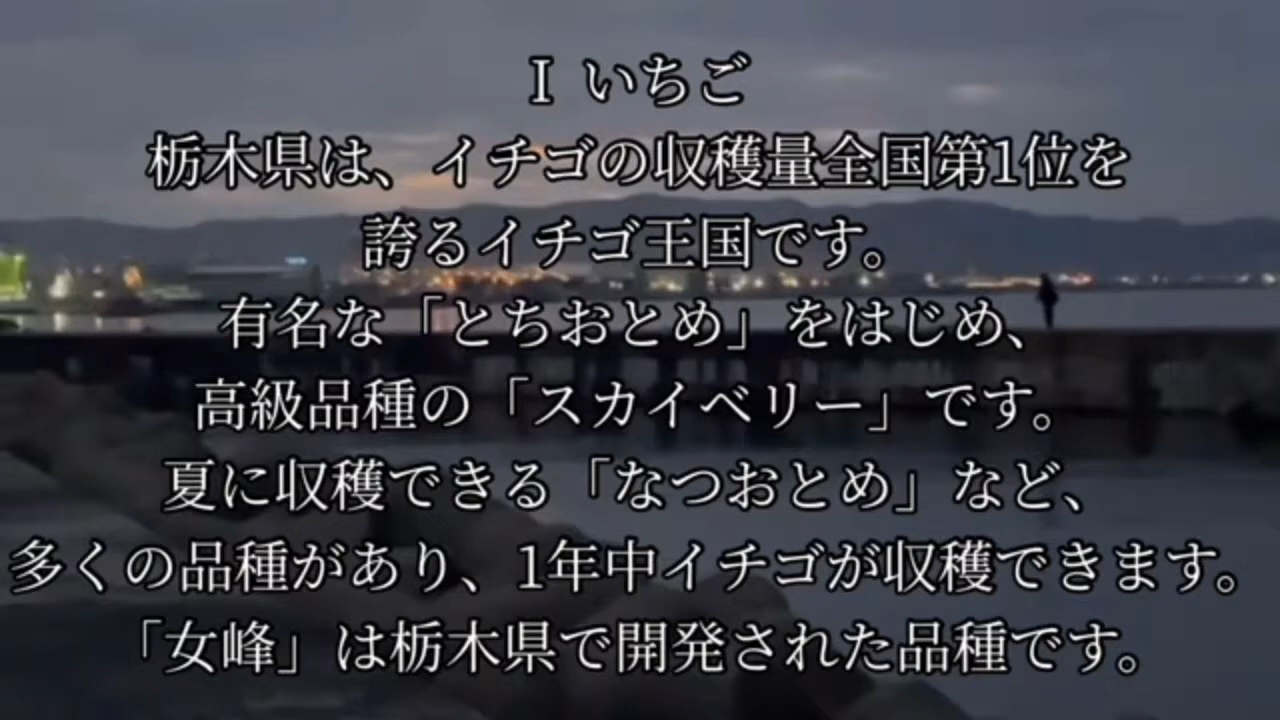 I いちご
栃木県は、イチゴの収穫量全国第1位を
誇るイチゴ王国です。
有名な「とちおとめ」をはじめ、
高級品種の「スカイベリー」です。
夏に収穫できる「なつおとめ」など、
多くの品種があり、1年中イチゴが収穫できます。
「女峰」は栃木県で開発された品種です。